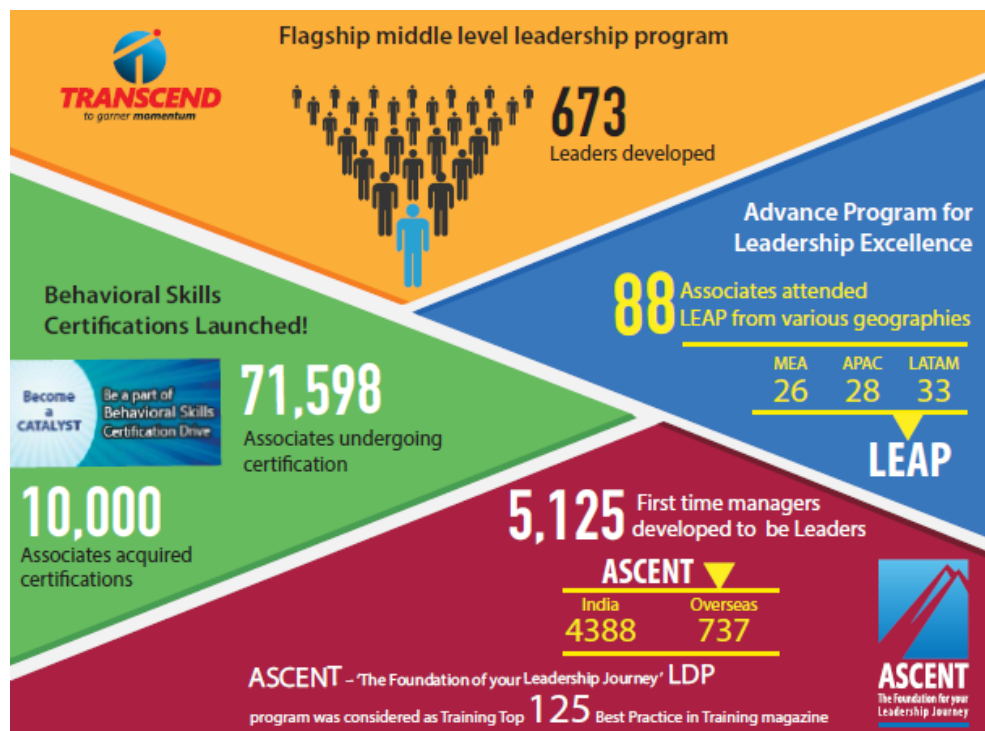 Flagship middle level leadership program
TRANSCEND
to garner momentum
673
Leaders developed
Advance Program for
Leadership Excellence
88
Associates attended
LEAP from various geographies
MEA APAC LATAM
26 28 33
LEAP
Behavioral Skills
Certifications Launched!
Become
a
CATALYST
Be a part of
Behavioral Skills
Certification Drive
71,598
Associates undergoing
certification
10,000
Associates acquired
certifications
5,125
First time managers
developed to be Leaders
ASCENT
India Overseas
4388 737
ASCENT
The Foundation for your
Leadership Journey
ASCENT – 'The Foundation of your Leadership Journey' LDP
program was considered as Training Top 125 Best Practice in Training magazine